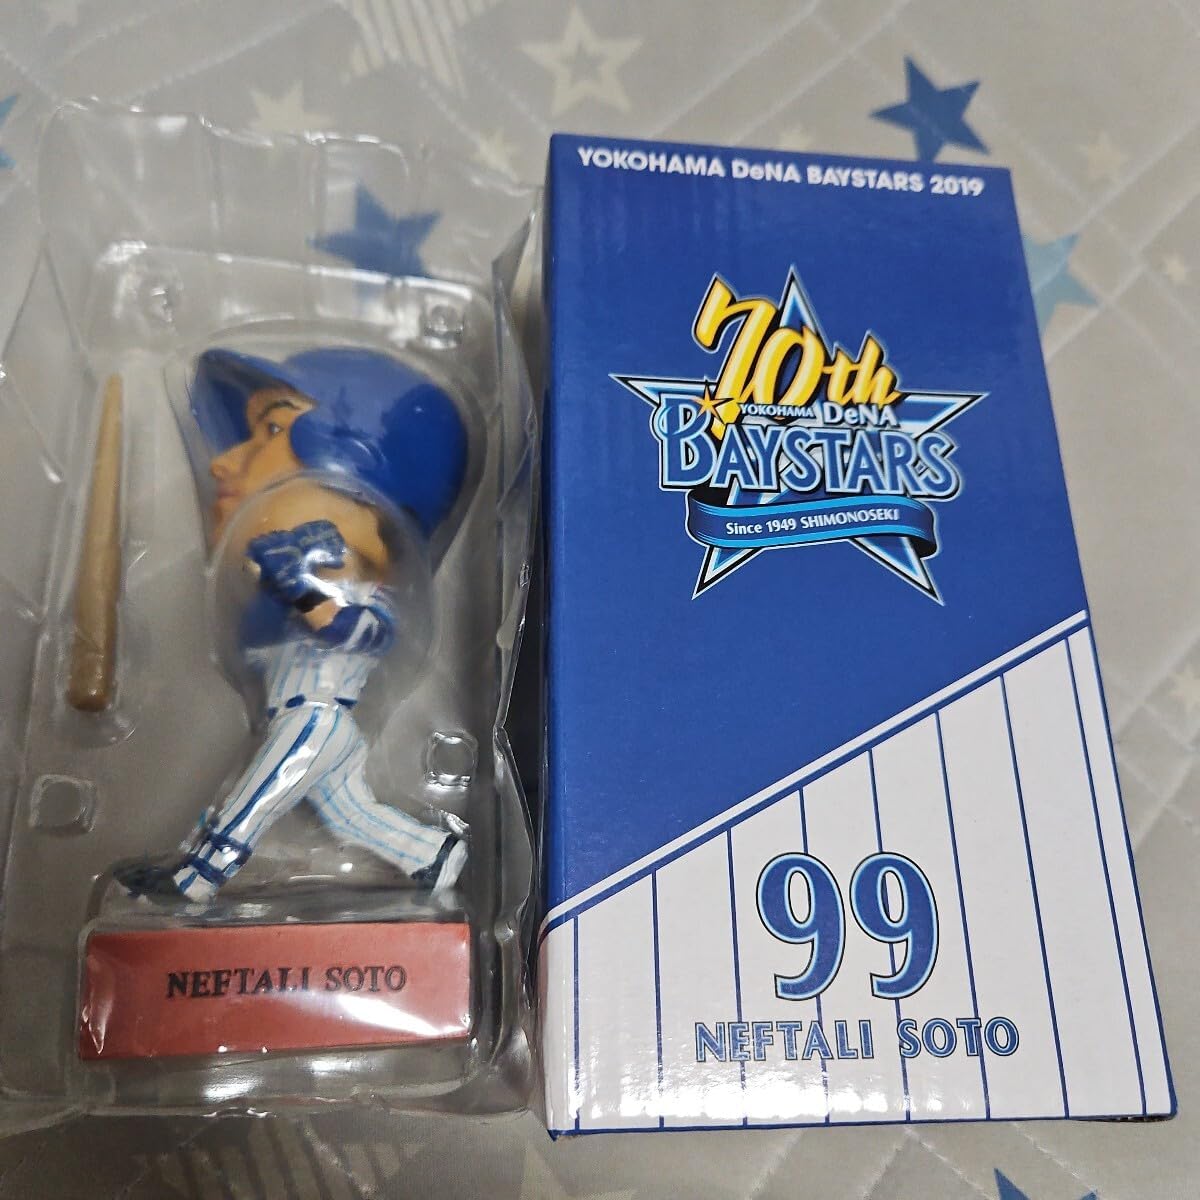 YOKOHAMA DeNA BAYSTARS 2019
70th
YOKOHAMA DeNA
BAYSTARS
Since 1949 SHIMONOSEKI
99
NEFTALI SOTO
NEFTALI SOTO